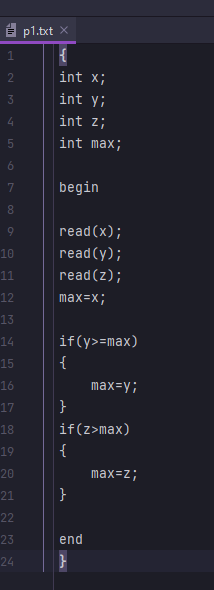 p1.txt ×
1 {
2 int x;
3 int y;
4 int z;
5 int max;
6
7 begin
8
9 read(x);
10 read(y);
11 read(z);
12 max=x;
13
14 if(y>=max)
15 {
16     max=y;
17 }
18 if(z>max)
19 {
20     max=z;
21 }
22
23 end
24 }